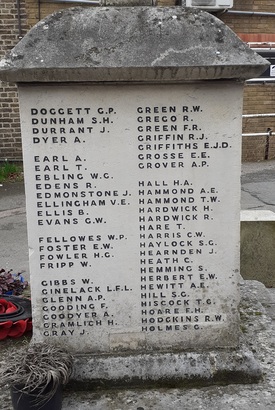 DOGGETT G.P.
DUNHAM S.H.
DURRANT J.
DYER A.
EARL A.
EARL T.
EBLING W.G.
EDENS R.
EDMONSTONE J.
ELLINGHAM V.E.
ELLIS B.
EVANS G.W.
FELLOWES W.P.
FOSTER E.W.
FOWLER H.G.
FRIPP W.
GIBBS W.
GINELACK L.F.L.
GLENN A.P.
GODDING F.
GOODYER A.
GRAMLICH H.
GRAY J.
GREEN R.W.
GREGO R.
GREEN F.R.
GRIFFIN R.J.
GRIFFITHS E.J.D.
GROSSE E.E.
GROVER A.P.
HALL H.A.
HAMMOND A.E.
HAMMOND T.W.
HARDWICK H.
HARDWICK R.
HARE T.
HARRIS C.W.
HAYLOCK S.G.
HEARNDEN J.
HEATH C.
HEMMING S.
HERBERT E.W.
HEWITT A.E.
HILL S.G.
HISCOCK T.G.
HOARE F.H.
HODGKINS R.W.
HOLMES G.